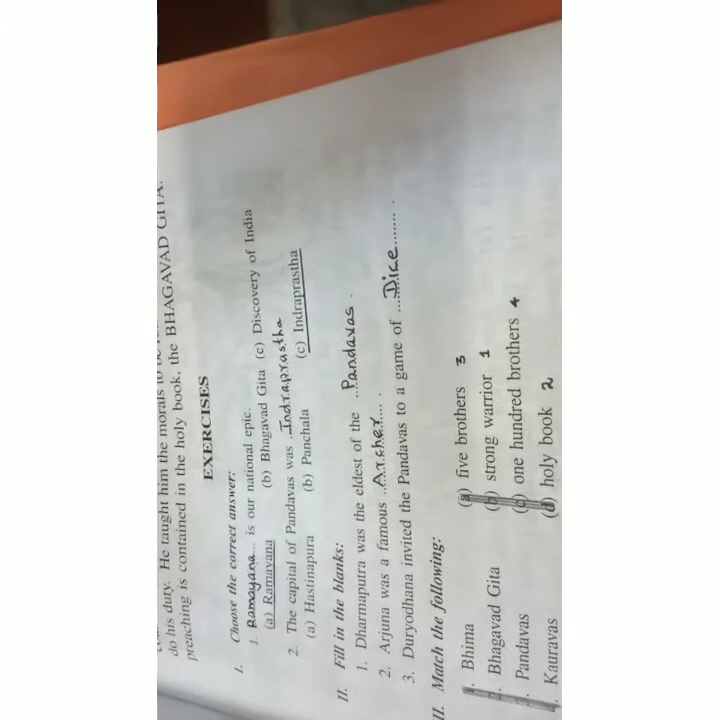 do his duty. He taught him the morals to be
preaching is contained in the holy book, the BHAGAVAD GITA.
EXERCISES
I. Choose the correct answer:
1. Ramayana... is our national epic.
(a) Ramayana (b) Bhagavad Gita (c) Discovery of India
2. The capital of Pandavas was .Indraprastha
(a) Hastinapura (b) Panchala (c) Indraprastha
II. Fill in the blanks:
1. Dharmaputra was the eldest of the ...Pandavas .
2. Arjuna was a famous ..Archer.... .
3. Duryodhana invited the Pandavas to a game of .....Dice....... .
II. Match the following:
1. Bhima (a) five brothers 3
2. Bhagavad Gita (b) strong warrior 1
3. Pandavas (c) one hundred brothers 4
4. Kauravas (d) holy book 2